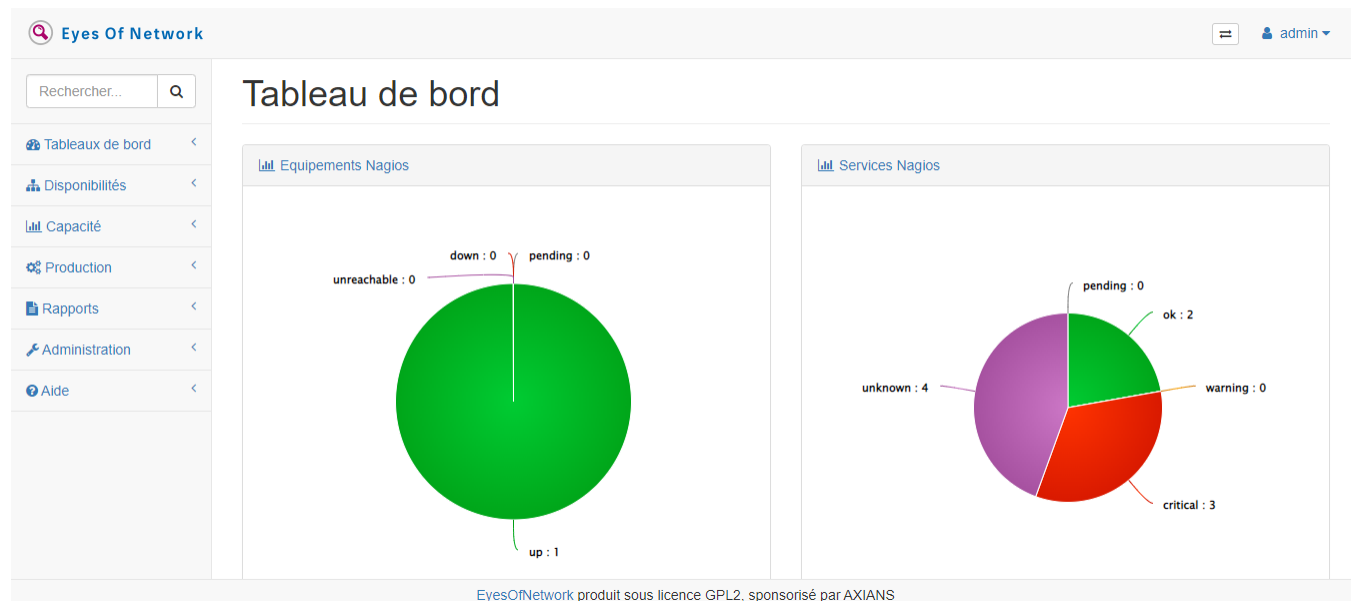 Eyes Of Network
admin
Rechercher...
Tableaux de bord
Disponibilités
Capacité
Production
Rapports
Administration
Aide
Tableau de bord
Equipements Nagios
down : 0
pending : 0
unreachable : 0
up : 1
Services Nagios
pending : 0
ok : 2
unknown : 4
warning : 0
critical : 3
EyesOfNetwork produit sous licence GPL2, sponsorisé par AXIANS